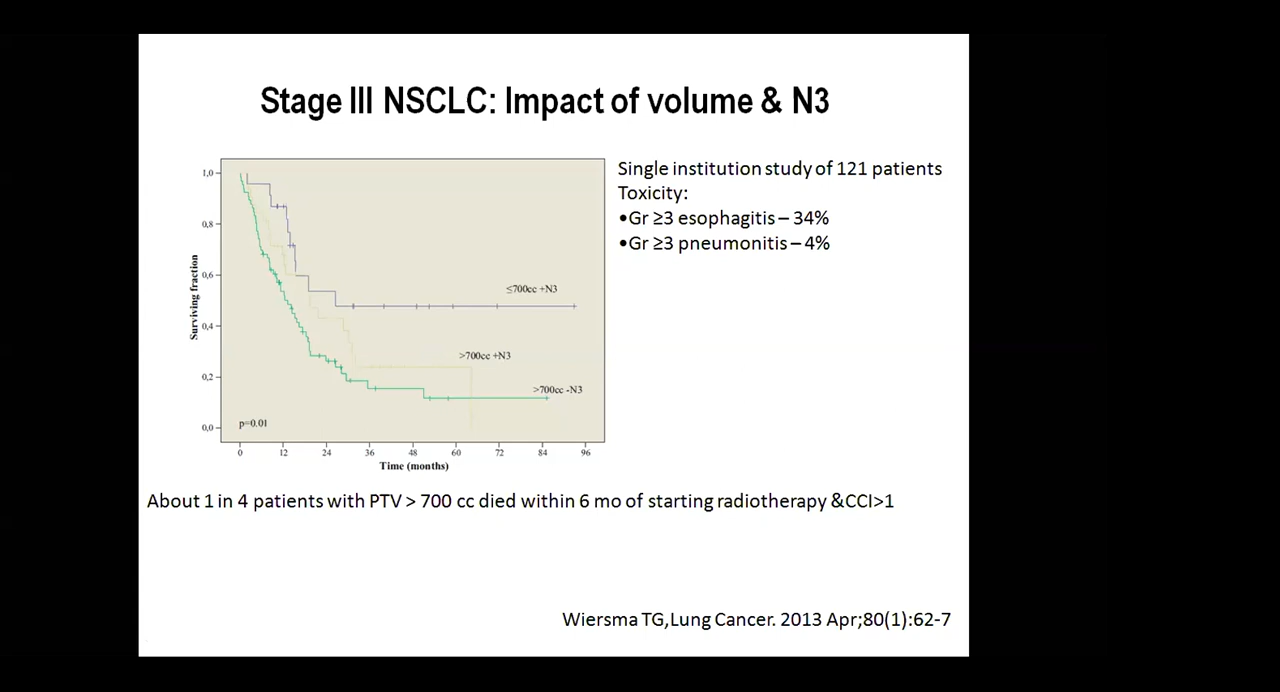 Stage III NSCLC: Impact of volume & N3
Single institution study of 121 patients
Toxicity:
•Gr ≥3 esophagitis – 34%
•Gr ≥3 pneumonitis – 4%
Surviving fraction
1,0
0,8
0,6
0,4
0,2
0,0
≤700cc +N3
>700cc +N3
>700cc -N3
p=0.01
0 12 24 36 48 60 72 84 96
Time (months)
About 1 in 4 patients with PTV > 700 cc died within 6 mo of starting radiotherapy &CCI>1
Wiersma TG,Lung Cancer. 2013 Apr;80(1):62-7